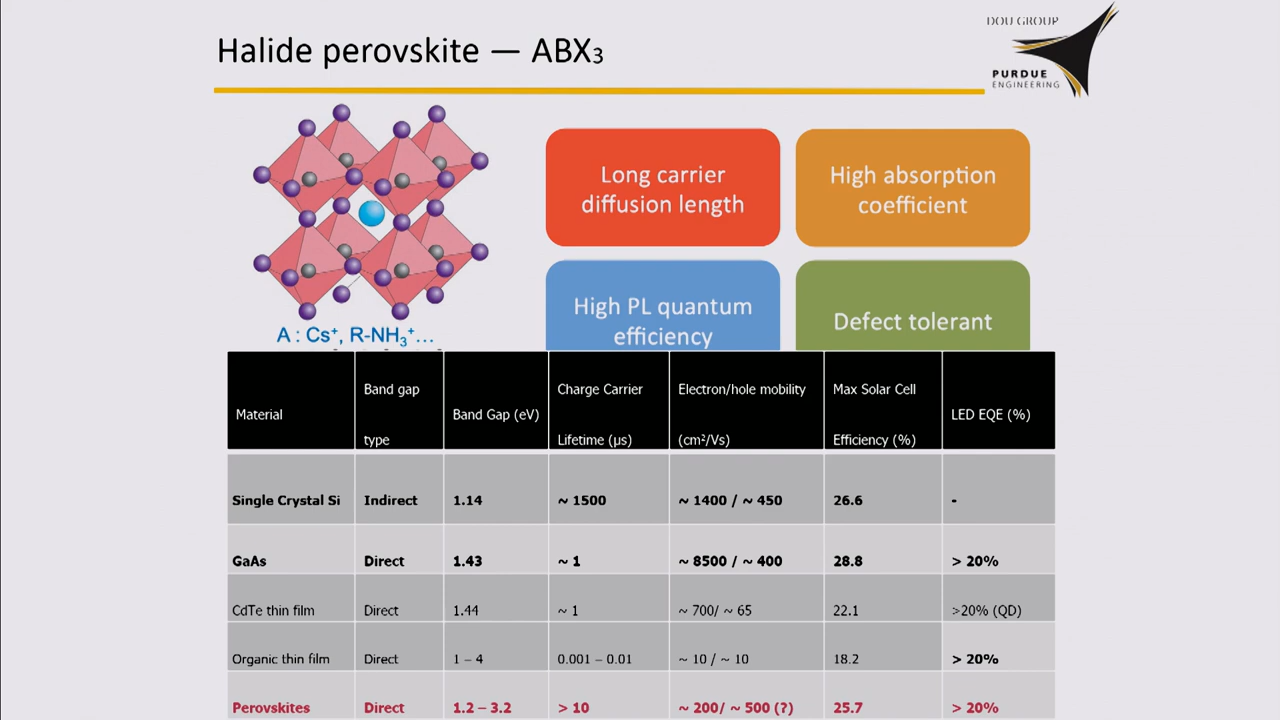 Halide perovskite — ABX₃
DOU GROUP
PURDUE
ENGINEERING
Long carrier
diffusion length
High absorption
coefficient
High PL quantum
efficiency
Defect tolerant
A : Cs⁺, R-NH₃⁺…
Material | Band gap type | Band Gap (eV) | Charge Carrier Lifetime (µs) | Electron/hole mobility (cm²/Vs) | Max Solar Cell Efficiency (%) | LED EQE (%)
Single Crystal Si | Indirect | 1.14 | ~ 1500 | ~ 1400 / ~ 450 | 26.6 | -
GaAs | Direct | 1.43 | ~ 1 | ~ 8500 / ~ 400 | 28.8 | > 20%
CdTe thin film | Direct | 1.44 | ~ 1 | ~ 700/ ~ 65 | 22.1 | >20% (QD)
Organic thin film | Direct | 1 – 4 | 0.001 – 0.01 | ~ 10 / ~ 10 | 18.2 | > 20%
Perovskites | Direct | 1.2 – 3.2 | > 10 | ~ 200/ ~ 500 (?) | 25.7 | > 20%